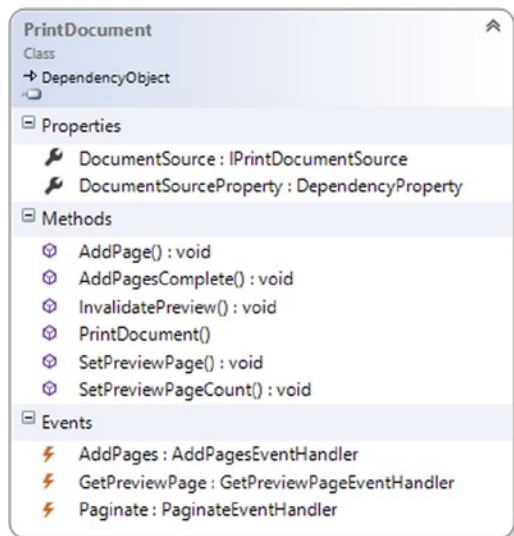 PrintDocument
Class
DependencyObject
Properties
DocumentSource : IPrintDocumentSource
DocumentSourceProperty : DependencyProperty
Methods
AddPage() : void
AddPagesComplete() : void
InvalidatePreview() : void
PrintDocument()
SetPreviewPage() : void
SetPreviewPageCount() : void
Events
AddPages : AddPagesEventHandler
GetPreviewPage : GetPreviewPageEventHandler
Paginate : PaginateEventHandler